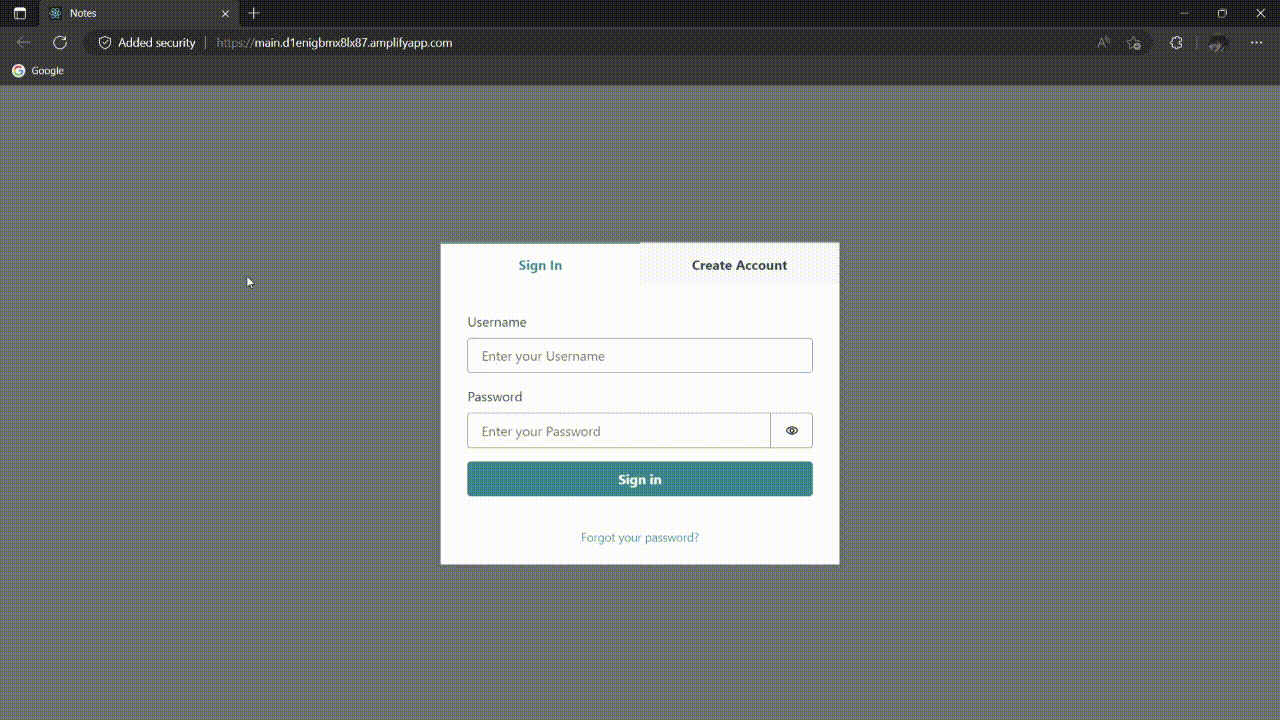 Notes
Added security
https://main.d1enigbmx8lx87.amplifyapp.com
Google
Sign In
Create Account
Username
Enter your Username
Password
Enter your Password
Sign in
Forgot your password?